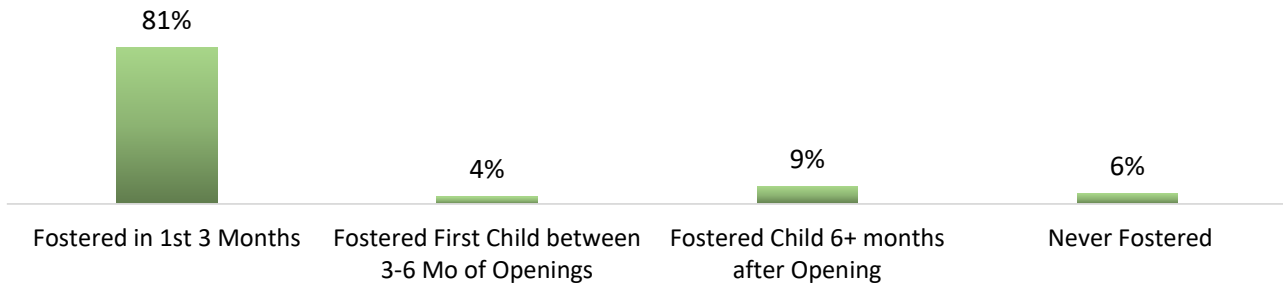 81%
4%
9%
6%
Fostered in 1st 3 Months
Fostered First Child between
3-6 Mo of Openings
Fostered Child 6+ months
after Opening
Never Fostered